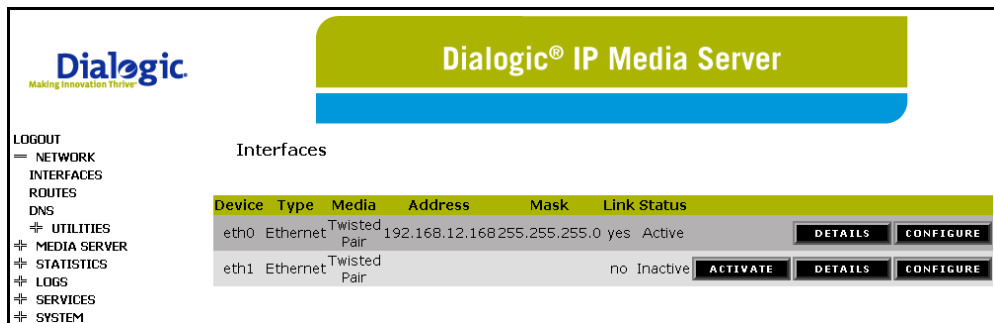 Dialogic®
Making Innovation Thrive™
Dialogic® IP Media Server
LOGOUT
NETWORK
INTERFACES
ROUTES
DNS
UTILITIES
MEDIA SERVER
STATISTICS
LOGS
SERVICES
SYSTEM
Interfaces
Device Type Media Address Mask Link Status
eth0 Ethernet Twisted Pair 192.168.12.168 255.255.255.0 yes Active DETAILS CONFIGURE
eth1 Ethernet Twisted Pair no Inactive ACTIVATE DETAILS CONFIGURE